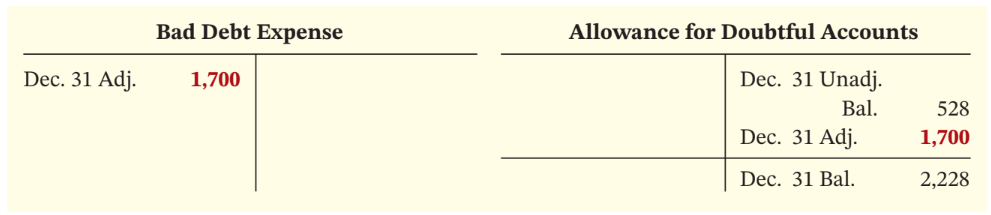 Bad Debt Expense
Allowance for Doubtful Accounts
Dec. 31 Adj. 1,700
Dec. 31 Unadj.
Bal. 528
Dec. 31 Adj. 1,700
Dec. 31 Bal. 2,228